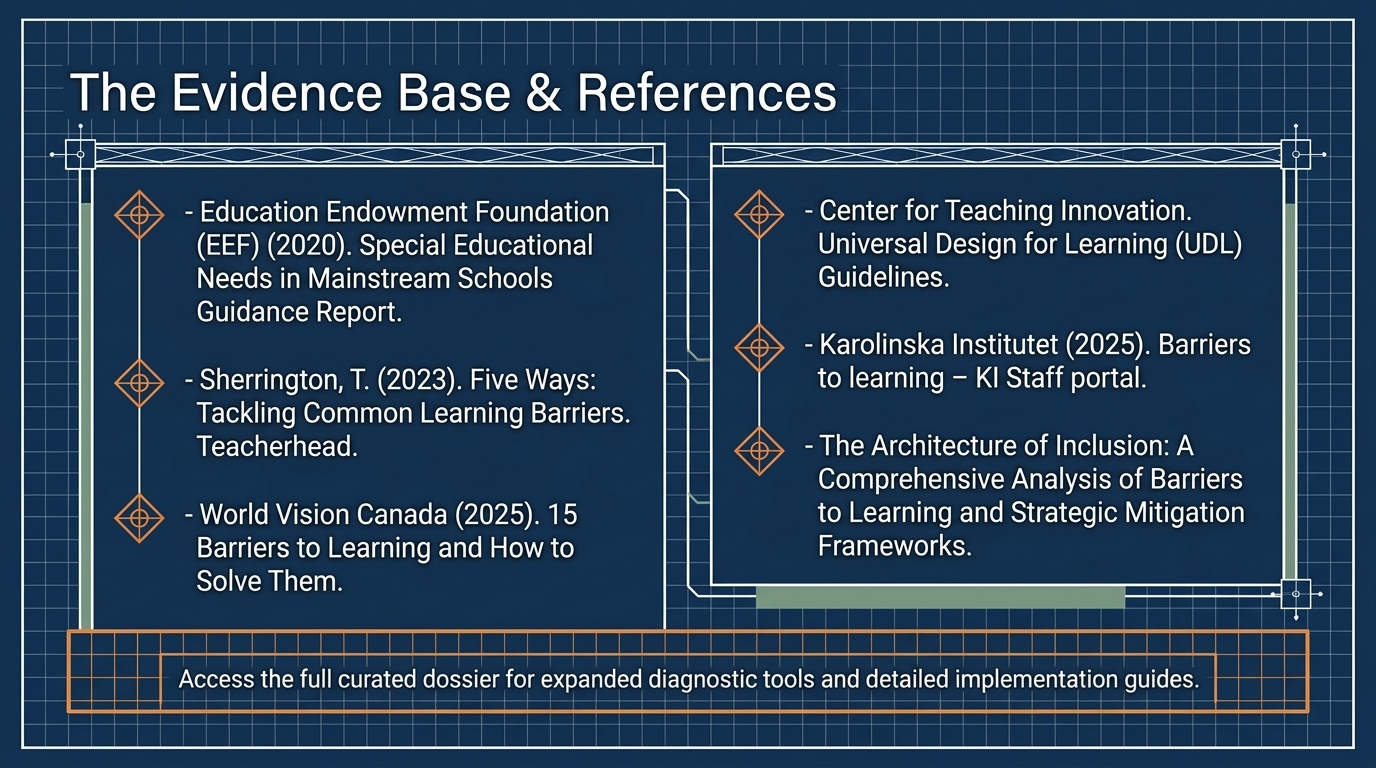 The Evidence Base & References
- Education Endowment Foundation
(EEF) (2020). Special Educational
Needs in Mainstream Schools
Guidance Report.
- Sherrington, T. (2023). Five Ways:
Tackling Common Learning Barriers.
Teacherhead.
- World Vision Canada (2025). 15
Barriers to Learning and How to
Solve Them.
- Center for Teaching Innovation.
Universal Design for Learning (UDL)
Guidelines.
- Karolinska Institutet (2025). Barriers
to learning – KI Staff portal.
- The Architecture of Inclusion: A
Comprehensive Analysis of Barriers
to Learning and Strategic Mitigation
Frameworks.
Access the full curated dossier for expanded diagnostic tools and detailed implementation guides.